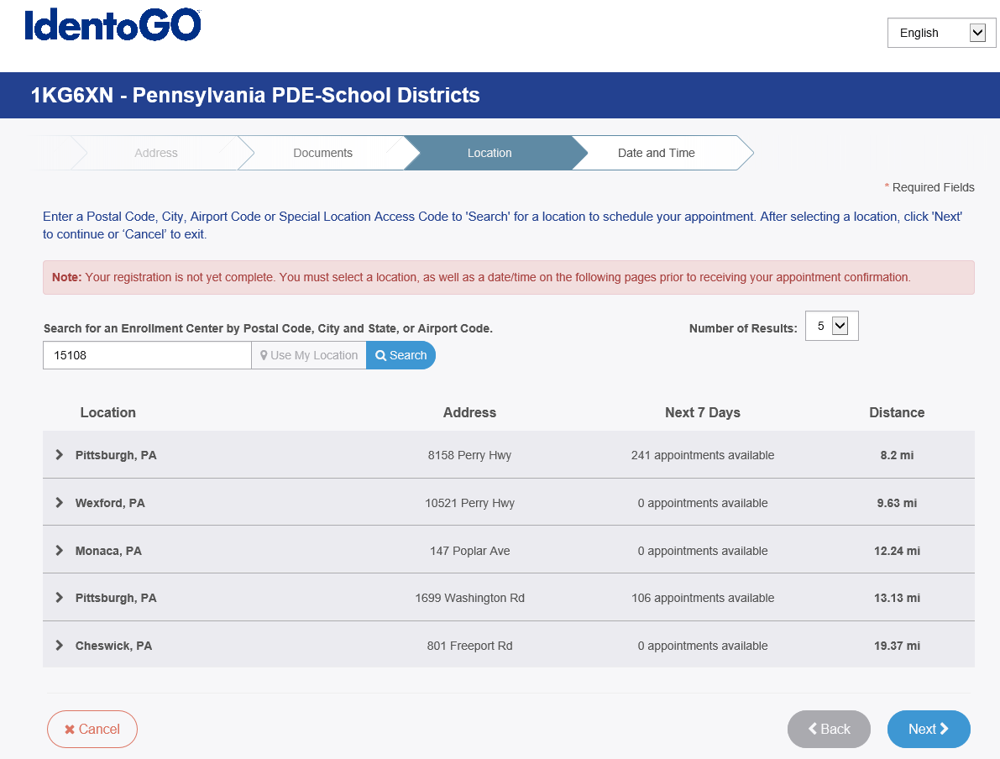 IdentoGO
English
1KG6XN - Pennsylvania PDE-School Districts
Address Documents Location Date and Time
* Required Fields
Enter a Postal Code, City, Airport Code or Special Location Access Code to 'Search' for a location to schedule your appointment. After selecting a location, click 'Next'
to continue or ‘Cancel’ to exit.
Note: Your registration is not yet complete. You must select a location, as well as a date/time on the following pages prior to receiving your appointment confirmation.
Search for an Enrollment Center by Postal Code, City and State, or Airport Code. Number of Results: 5
15108 Use My Location Search
Location Address Next 7 Days Distance
Pittsburgh, PA 8158 Perry Hwy 241 appointments available 8.2 mi
Wexford, PA 10521 Perry Hwy 0 appointments available 9.63 mi
Monaca, PA 147 Poplar Ave 0 appointments available 12.24 mi
Pittsburgh, PA 1699 Washington Rd 106 appointments available 13.13 mi
Cheswick, PA 801 Freeport Rd 0 appointments available 19.37 mi
Cancel Back Next